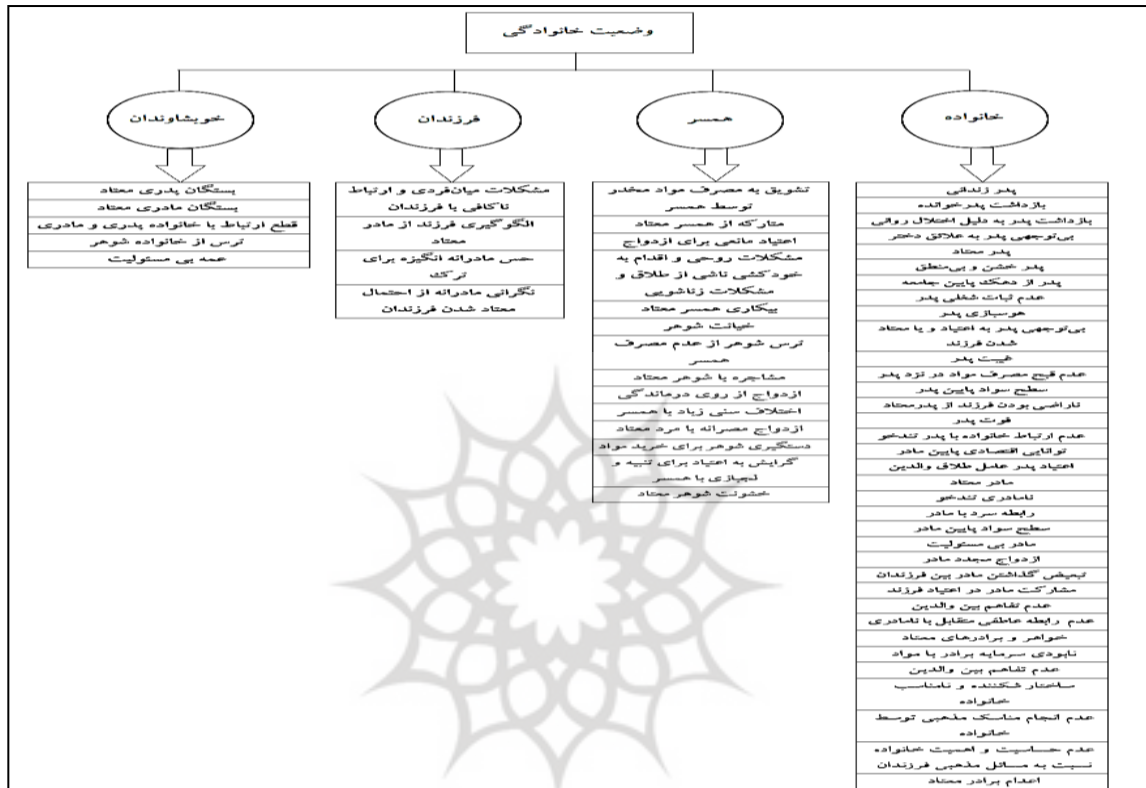 وضعیت خانوادگی
خانواده
پدر زندانی
بازداشت پدرخوانده
بازداشت پدر به دلیل اختلال روانی
بی‌توجهی پدر به علائق دختر
پدر معتاد
پدر خشن و بی‌منطق
پدر از دهک پایین جامعه
عدم ثبات شغلی پدر
هوسبازی پدر
بی‌توجهی پدر به اعتیاد و یا معتاد
شدن فرزند
غیبت پدر
عدم قبح مصرف مواد در نزد پدر
سطح سواد پایین پدر
ناراضی بودن فرزند از پدرمعتاد
فوت پدر
عدم ارتباط خانواده با پدر تندخو
توانایی اقتصادی پایین مادر
اعتیاد پدر عامل طلاق والدین
مادر معتاد
نامادری تندخو
رابطه سرد با مادر
سطح سواد پایین مادر
مادر بی مسئولیت
ازدواج مجدد مادر
تبعیض گذاشتن مادر بین فرزندان
مشارکت مادر در اعتیاد فرزند
عدم تفاهم بین والدین
عدم رابطه عاطفی متقابل با نامادری
خواهر و برادرهای معتاد
نابودی سرمایه برادر با مواد
عدم تفاهم بین والدین
ساختار شکننده و نامناسب
خانواده
عدم انجام مناسک مذهبی توسط
خانواده
عدم حساسیت و اهمیت خانواده
نسبت به مسائل مذهبی فرزندان
اعدام برادر معتاد
همسر
تشویق به مصرف مواد مخدر
توسط همسر
متارکه از همسر معتاد
اعتیاد مانعی برای ازدواج
مشکلات روحی و اقدام به
خودکشی ناشی از طلاق و
مشکلات زناشویی
بیکاری همسر معتاد
خیانت شوهر
ترس شوهر از عدم مصرف
همسر
مشاجره با شوهر معتاد
ازدواج از روی درماندگی
اختلاف سنی زیاد با همسر
ازدواج مصرانه با مرد معتاد
دستگیری شوهر برای خرید مواد
گرایش به اعتیاد برای تنبیه و
لجبازی با همسر
خشونت شوهر معتاد
فرزندان
مشکلات میان‌فردی و ارتباط
ناکافی با فرزندان
الگوگیری فرزند از مادر
معتاد
حس مادرانه انگیزه برای
ترک
نگرانی مادرانه از احتمال
معتاد شدن فرزندان
خویشاوندان
بستگان پدری معتاد
بستگان مادری معتاد
قطع ارتباط با خانواده پدری و مادری
ترس از خانواده شوهر
عمه بی مسئولیت